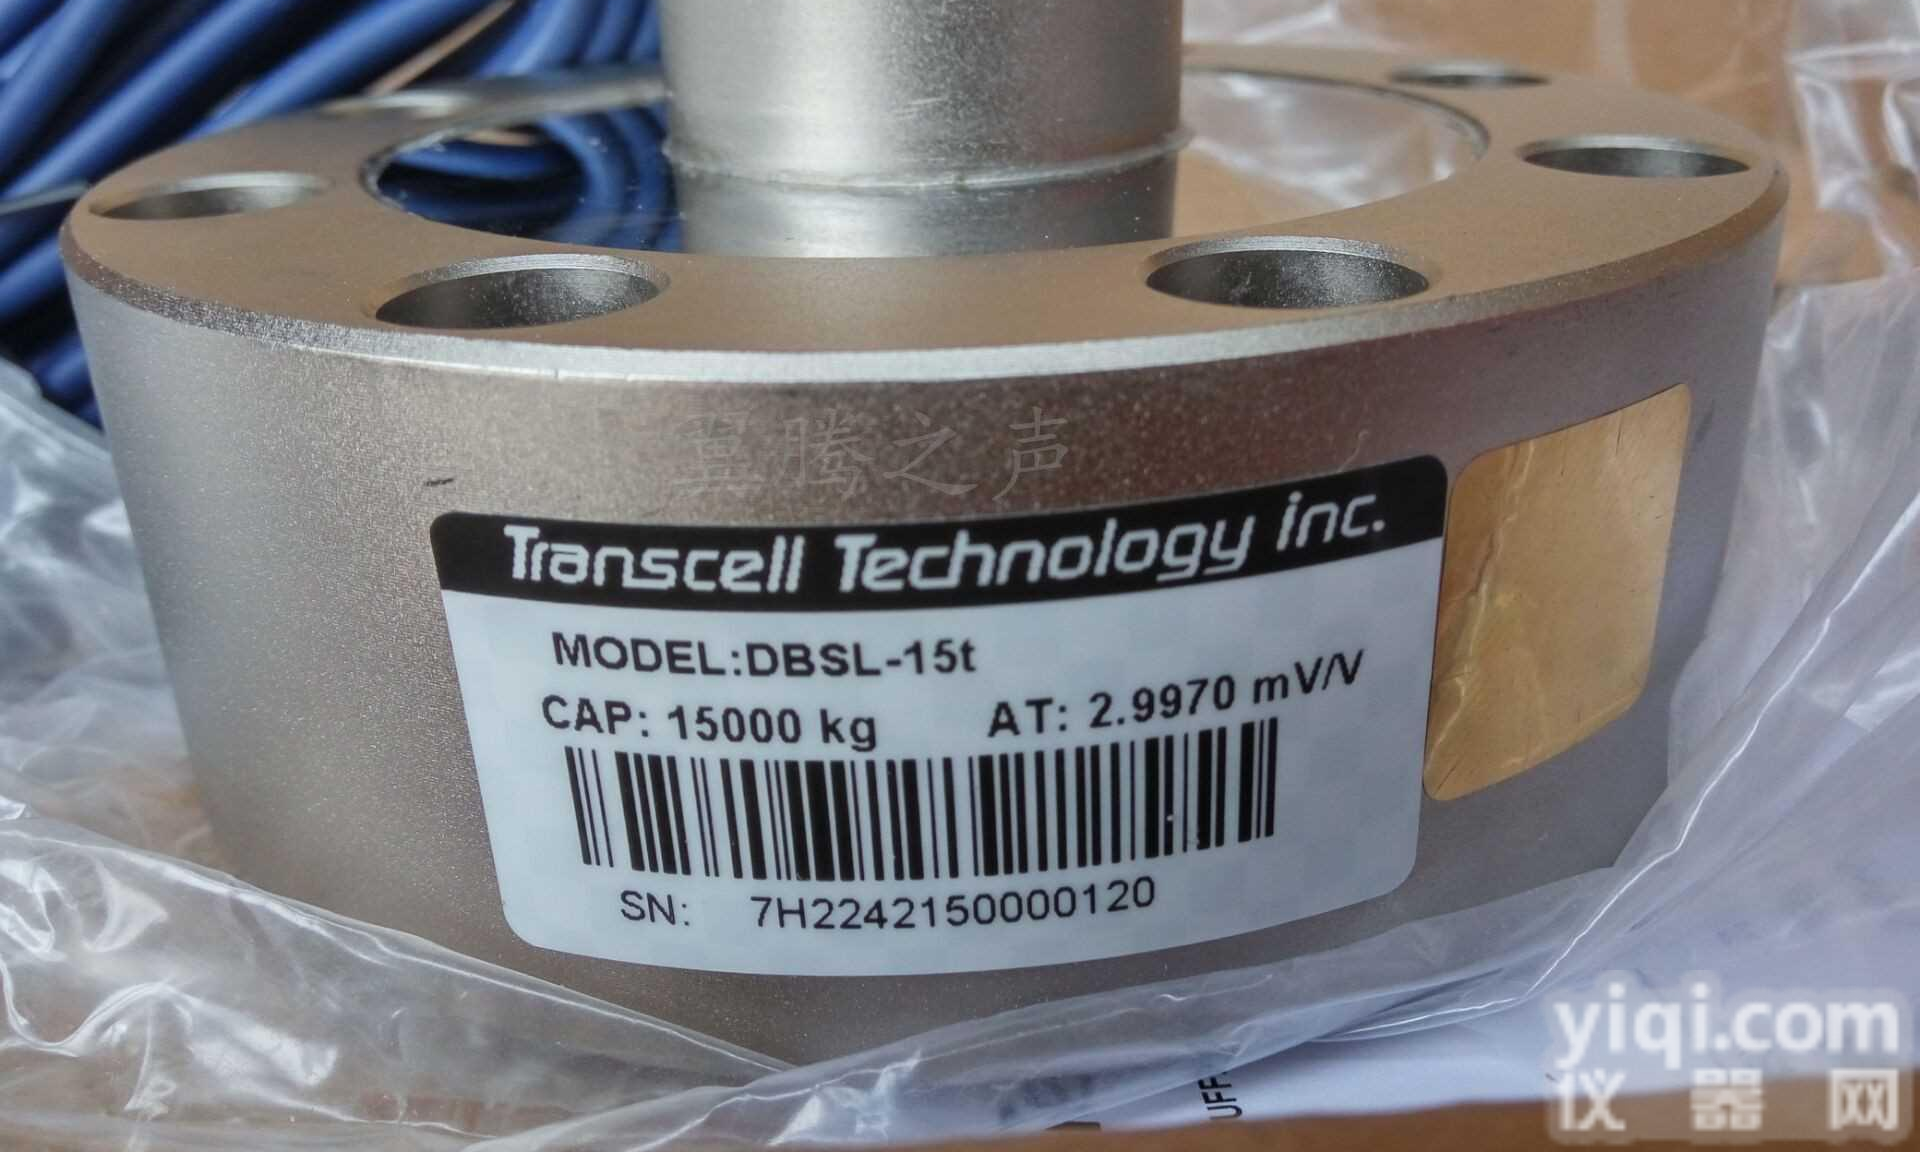 冀腾之声
Transcell Technology inc.
MODEL:DBSL-15t
CAP: 15000 kg AT: 2.9970 mV/V
SN: 7H2242150000120
yiqi.com
仪器网